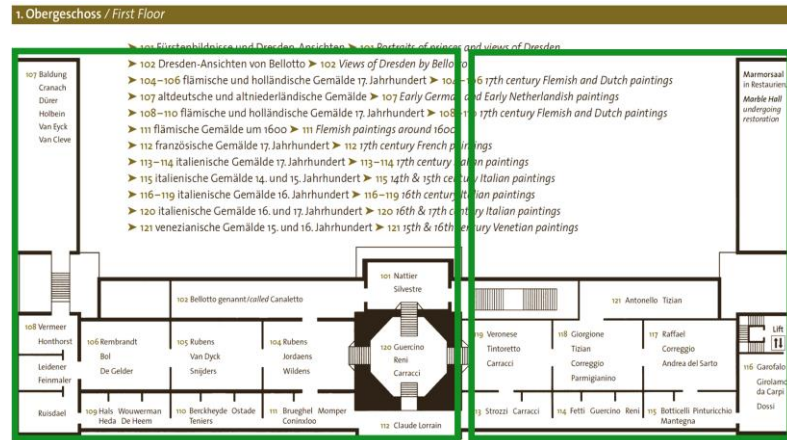 1. Obergeschoss / First Floor
➤ 101 Fürstenbildnisse und Dresden-Ansichten ➤ 101 Portraits of princes and views of Dresden
➤ 102 Dresden-Ansichten von Bellotto ➤ 102 Views of Dresden by Bellotto
➤ 104–106 flämische und holländische Gemälde 17. Jahrhundert ➤ 104–106 17th century Flemish and Dutch paintings
➤ 107 altdeutsche und altniederländische Gemälde ➤ 107 Early German and Early Netherlandish paintings
➤ 108–110 flämische und holländische Gemälde 17. Jahrhundert ➤ 108–110 17th century Flemish and Dutch paintings
➤ 111 flämische Gemälde um 1600 ➤ 111 Flemish paintings around 1600
➤ 112 französische Gemälde 17. Jahrhundert ➤ 112 17th century French paintings
➤ 113–114 italienische Gemälde 17. Jahrhundert ➤ 113–114 17th century Italian paintings
➤ 115 italienische Gemälde 14. und 15. Jahrhundert ➤ 115 14th & 15th century Italian paintings
➤ 116–119 italienische Gemälde 16. Jahrhundert ➤ 116–119 16th century Italian paintings
➤ 120 italienische Gemälde 16. und 17. Jahrhundert ➤ 120 16th & 17th century Italian paintings
➤ 121 venezianische Gemälde 15. und 16. Jahrhundert ➤ 121 15th & 16th century Venetian paintings
107 Baldung
Cranach
Dürer
Holbein
Van Eyck
Van Cleve
Marmorsaal
in Restaurierun
Marble Hall
undergoing
restoration
101 Nattier
Silvestre
102 Bellotto genannt/called Canaletto
121 Antonello Tizian
108 Vermeer
Honthorst
Leidener
Feinmaler
Ruisdael
106 Rembrandt
Bol
De Gelder
105 Rubens
Van Dyck
Snijders
104 Rubens
Jordaens
Wildens
120 Guercino
Reni
Carracci
119 Veronese
Tintoretto
Carracci
118 Giorgione
Tizian
Correggio
Parmigianino
117 Raffael
Correggio
Andrea del Sarto
Lift
116 Garofalo
Girolamo
da Carpi
Dossi
109 Hals Wouwerman
Heda De Heem
110 Berckheyde Ostade
Teniers
111 Brueghel Momper
Coninxloo
112 Claude Lorrain
13 Strozzi Carracci
114 Fetti Guercino Reni
115 Botticelli Pinturicchio
Mantegna